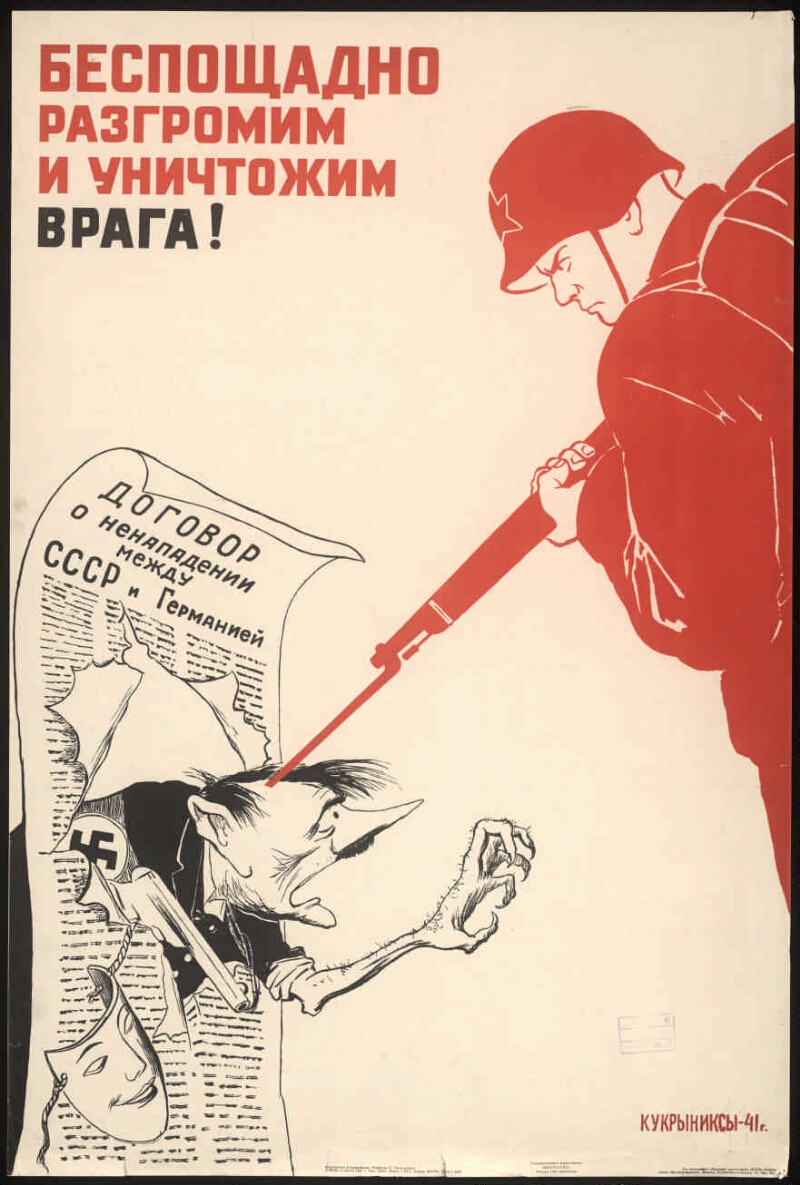 БЕСПОЩАДНО
РАЗГРОМИМ
И УНИЧТОЖИМ
ВРАГА!
ДОГОВОР
О НЕНАПАДЕНИИ
МЕЖДУ
СССР и ГЕРМАНИЕЙ
КУКРЫНИКСЫ-41г.